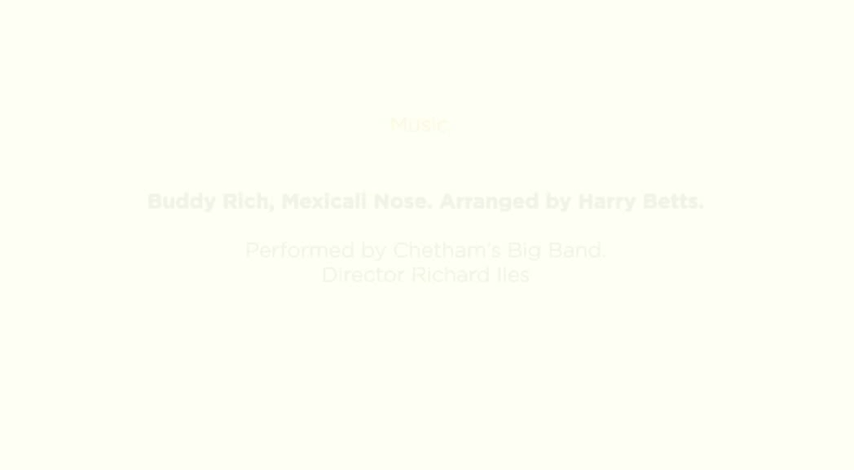 Music
Buddy Rich, Mexicali Nose. Arranged by Harry Betts.
Performed by Chetham's Big Band.
Director Richard Iles